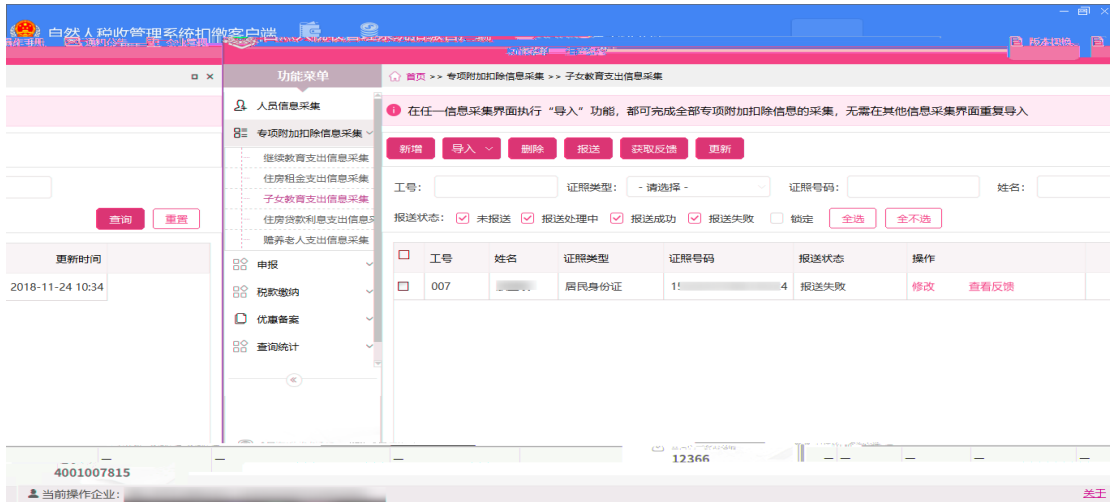 自然人税收管理系统扣缴客户端
版本切换
功能菜单
首页 >> 专项附加扣除信息采集 >> 子女教育支出信息采集
人员信息采集
在任一信息采集界面执行“导入”功能，都可完成全部专项附加扣除信息的采集，无需在其他信息采集界面重复导入
专项附加扣除信息采集
新增 导入 删除 报送 获取反馈 更新
继续教育支出信息采集
住房租金支出信息采集
工号: 证照类型: - 请选择 - 证照号码: 姓名:
子女教育支出信息采集
查询 重置
住房贷款利息支出信息采
报送状态: 未报送 报送处理中 报送成功 报送失败 锁定 全选 全不选
赡养老人支出信息采集
更新时间
申报
工号 姓名 证照类型 证照号码 报送状态 操作
2018-11-24 10:34
税款缴纳
007 居民身份证 15 4 报送失败 修改 查看反馈
优惠备案
查询统计
12366
4001007815
当前操作企业:
关于